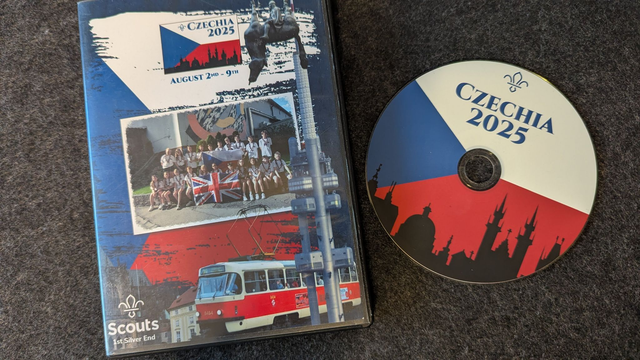 CZECHIA
2025
AUGUST 2ND - 9TH
Scouts
1st Silver End
CZECHIA
2025